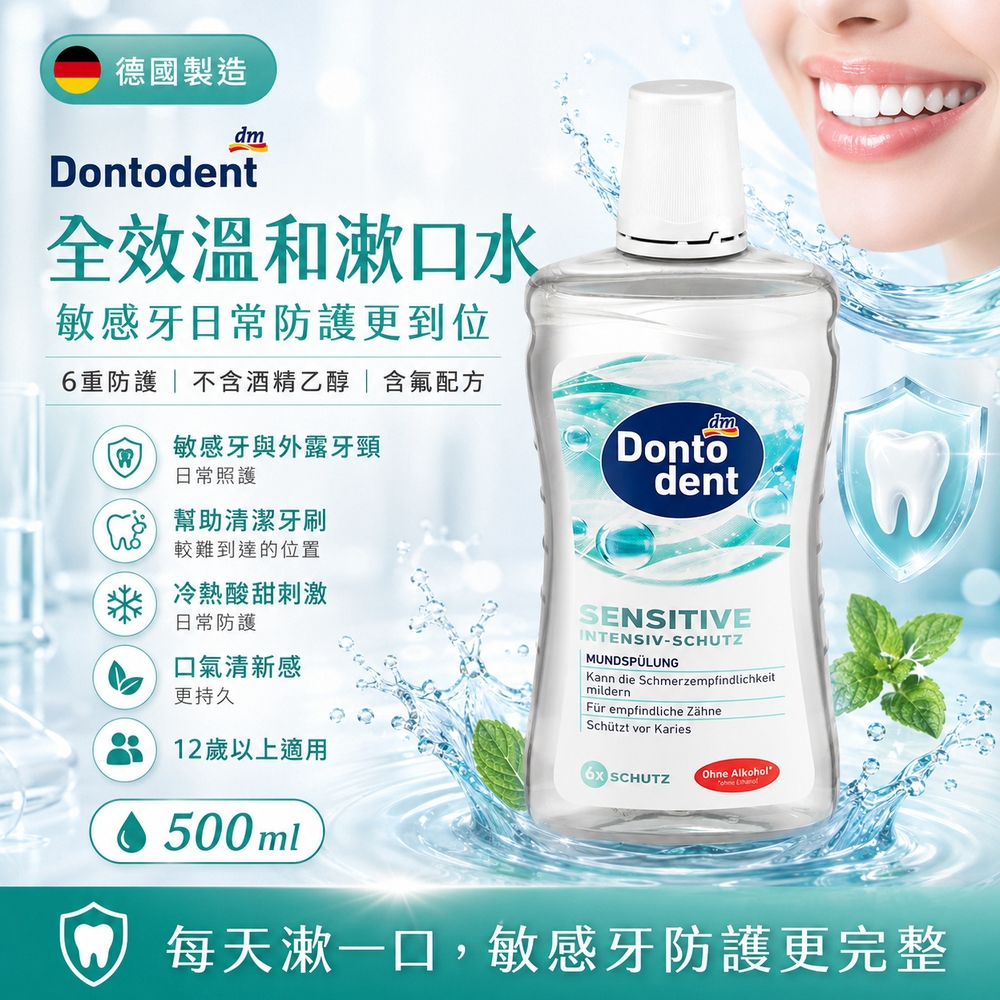 德國製造
dm
Dontodent
全效溫和漱口水
敏感牙日常防護更到位
6重防護｜不含酒精乙醇｜含氟配方
敏感牙與外露牙頸
日常照護
幫助清潔牙刷
較難到達的位置
冷熱酸甜刺激
日常防護
口氣清新感
更持久
12歲以上適用
500ml
dm
Donto
dent
SENSITIVE
INTENSIV-SCHUTZ
MUNDSPÜLUNG
Kann die Schmerzempfindlichkeit
mildern
Für empfindliche Zähne
Schützt vor Karies
6x SCHUTZ
Ohne Alkohol*
*ohne Ethanol
每天漱一口，敏感牙防護更完整